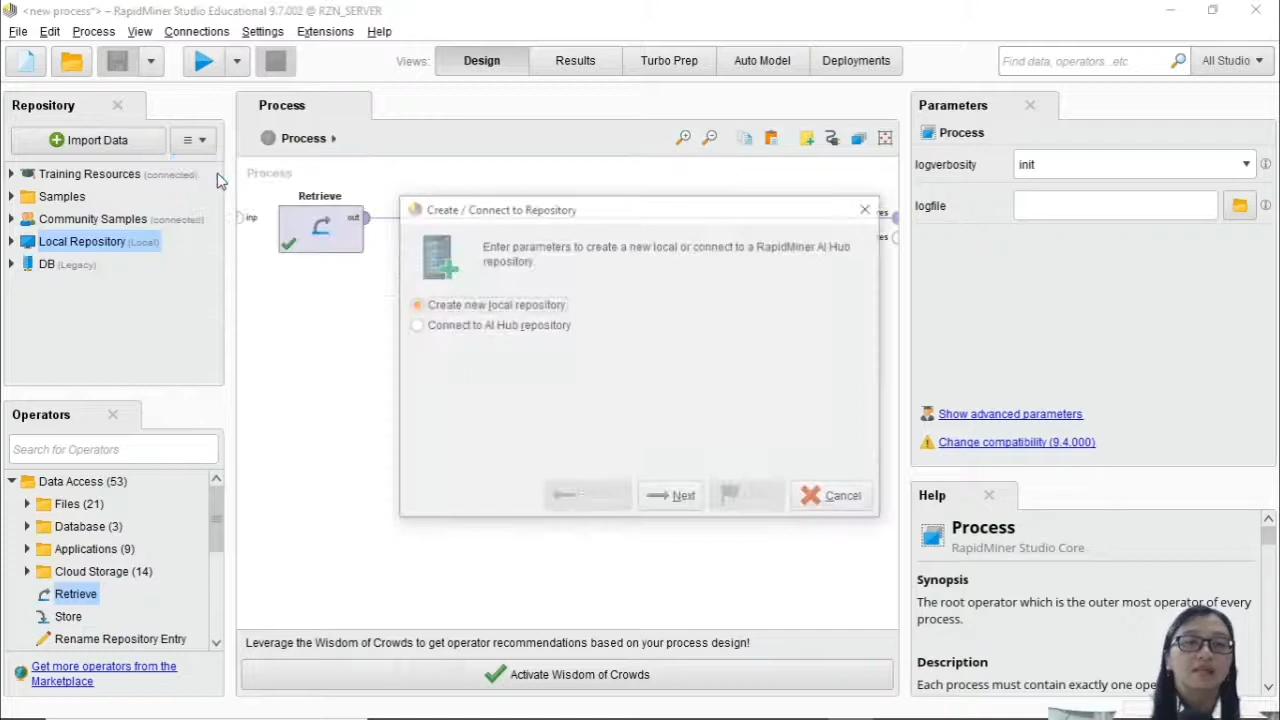 <new process*> – RapidMiner Studio Educational 9.7.002 @ RZN_SERVER
File Edit Process View Connections Settings Extensions Help
Views: Design Results Turbo Prep Auto Model Deployments
Find data, operators...etc
All Studio
Repository
Import Data
Training Resources (connected)
Samples
Community Samples (connected)
Local Repository (Local)
DB (Legacy)
Operators
Search for Operators
Data Access (53)
Files (21)
Database (3)
Applications (9)
Cloud Storage (14)
Retrieve
Store
Rename Repository Entry
Get more operators from the
Marketplace
Process
Process
Process
Retrieve
inp
out
res
res
Create / Connect to Repository
Enter parameters to create a new local or connect to a RapidMiner AI Hub
repository.
Create new local repository
Connect to AI Hub repository
Next
Cancel
Leverage the Wisdom of Crowds to get operator recommendations based on your process design!
Activate Wisdom of Crowds
Parameters
Process
logverbosity
init
logfile
Show advanced parameters
Change compatibility (9.4.000)
Help
Process
RapidMiner Studio Core
Synopsis
The root operator which is the outer most operator of every
process.
Description
Each process must contain exactly one ope